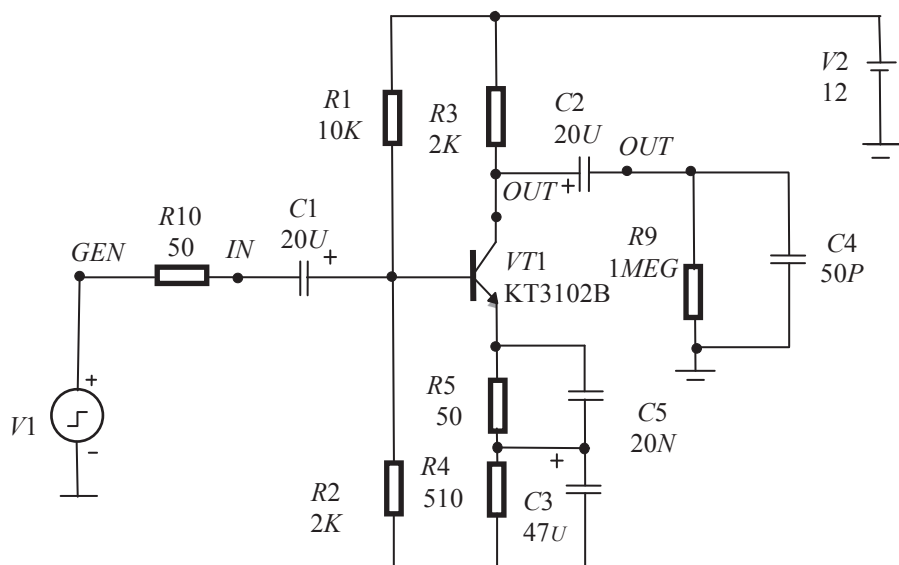 V2
12
R1
10K
R3
2K
C2
20U
OUT
OUT
+
R10
50
C1
20U
+
GEN
IN
VT1
KT3102B
R9
1MEG
C4
50P
V1
+
–
R5
50
C5
20N
R4
510
+
C3
47U
R2
2K